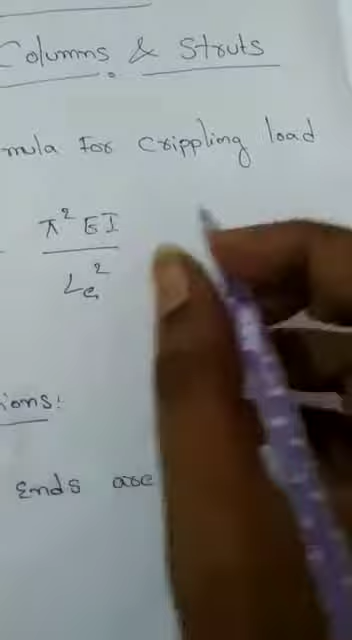 Columns & Struts
mula for crippling load
π² EI
Le²
ions:
Ends are